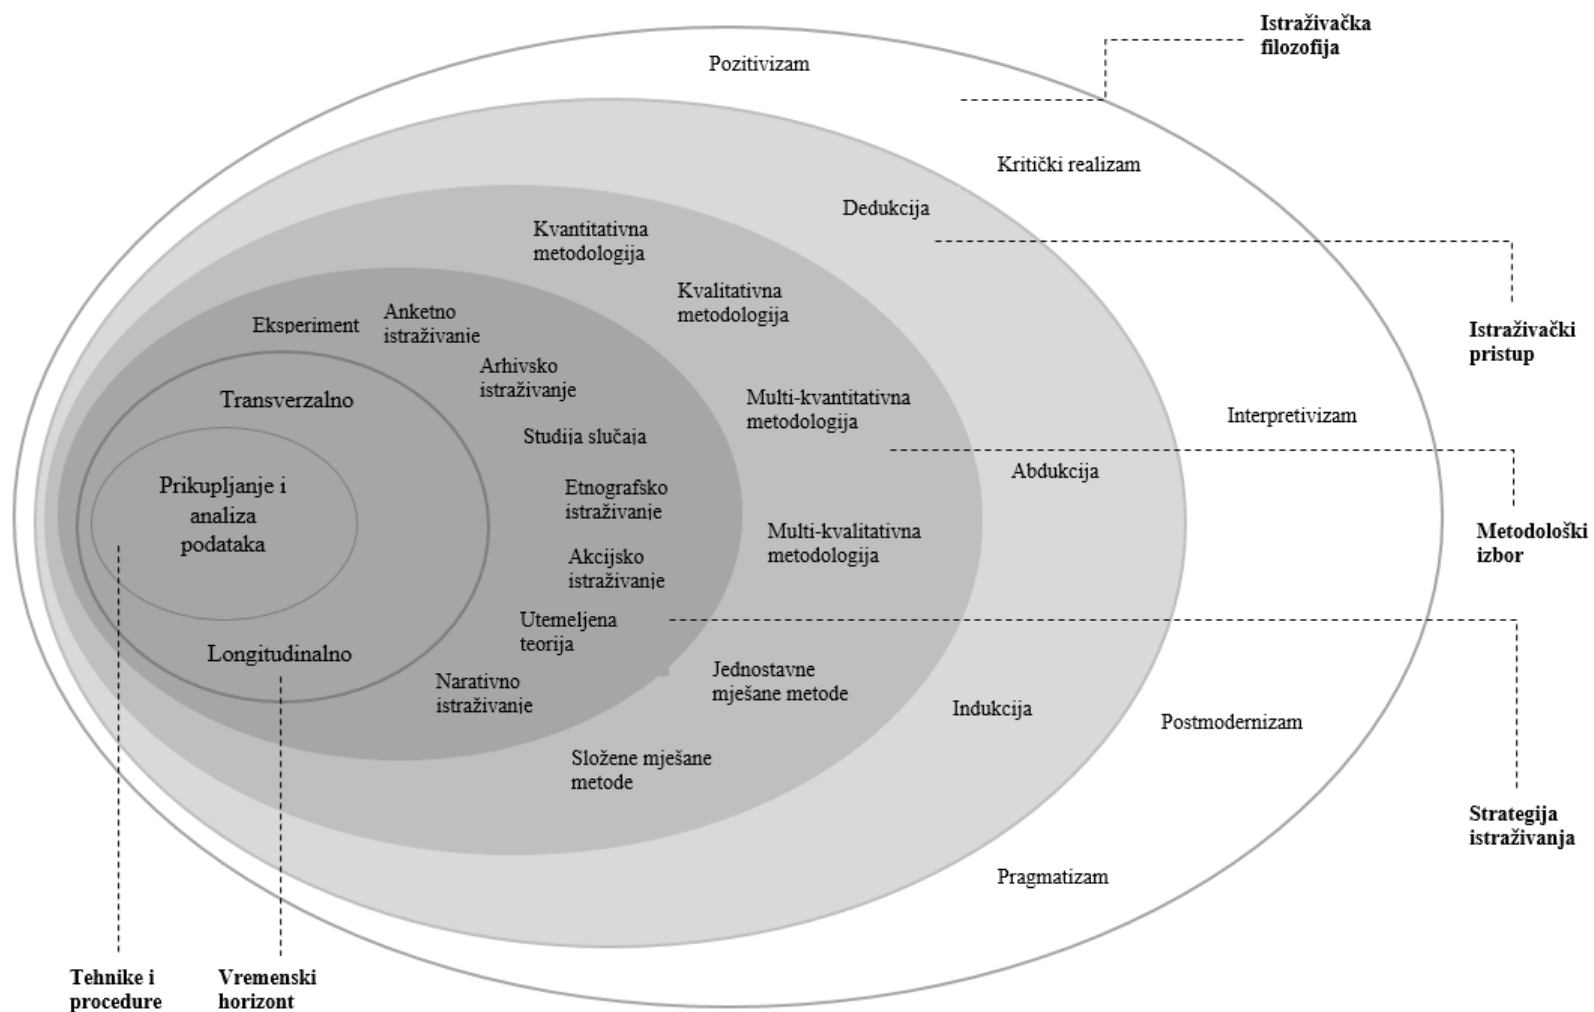 Istraživačka
filozofija
Pozitivizam
Kritički realizam
Dedukcija
Kvantitativna
metodologija
Kvalitativna
metodologija
Anketno
istraživanje
Eksperiment
Istraživački
pristup
Arhivsko
istraživanje
Transverzalno
Multi-kvantitativna
metodologija
Interpretivizam
Studija slučaja
Abdukcija
Prikupljanje i
analiza
podataka
Etnografsko
istraživanje
Multi-kvalitativna
metodologija
Metodološki
izbor
Akcijsko
istraživanje
Utemeljena
teorija
Longitudinalno
Jednostavne
mješane metode
Narativno
istraživanje
Indukcija
Postmodernizam
Složene mješane
metode
Strategija
istraživanja
Pragmatizam
Tehnike i
procedure
Vremenski
horizont